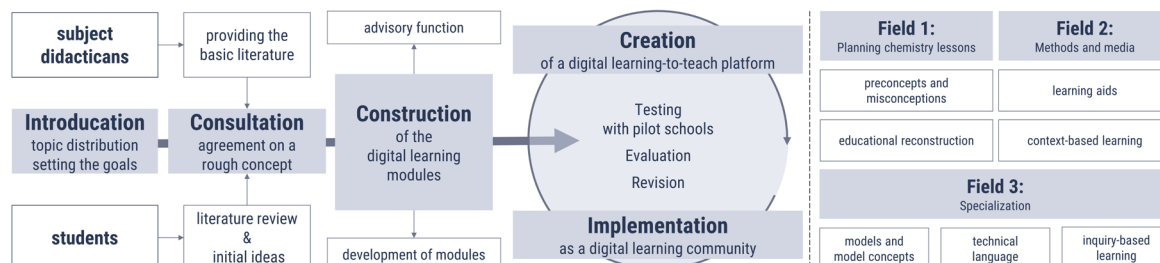 subject
didacticans
providing the
basic literature
advisory function
Introducation
topic distribution
setting the goals
Consultation
agreement on a
rough concept
Construction
of the
digital learning
modules
students
literature review
&
initial ideas
development of modules
Creation
of a digital learning-to-teach platform
Testing
with pilot schools
Evaluation
Revision
Implementation
as a digital learning community
Field 1:
Planning chemistry lessons
preconcepts and
misconceptions
educational reconstruction
Field 2:
Methods and media
learning aids
context-based learning
Field 3:
Specialization
models and
model concepts
technical
language
inquiry-based
learning